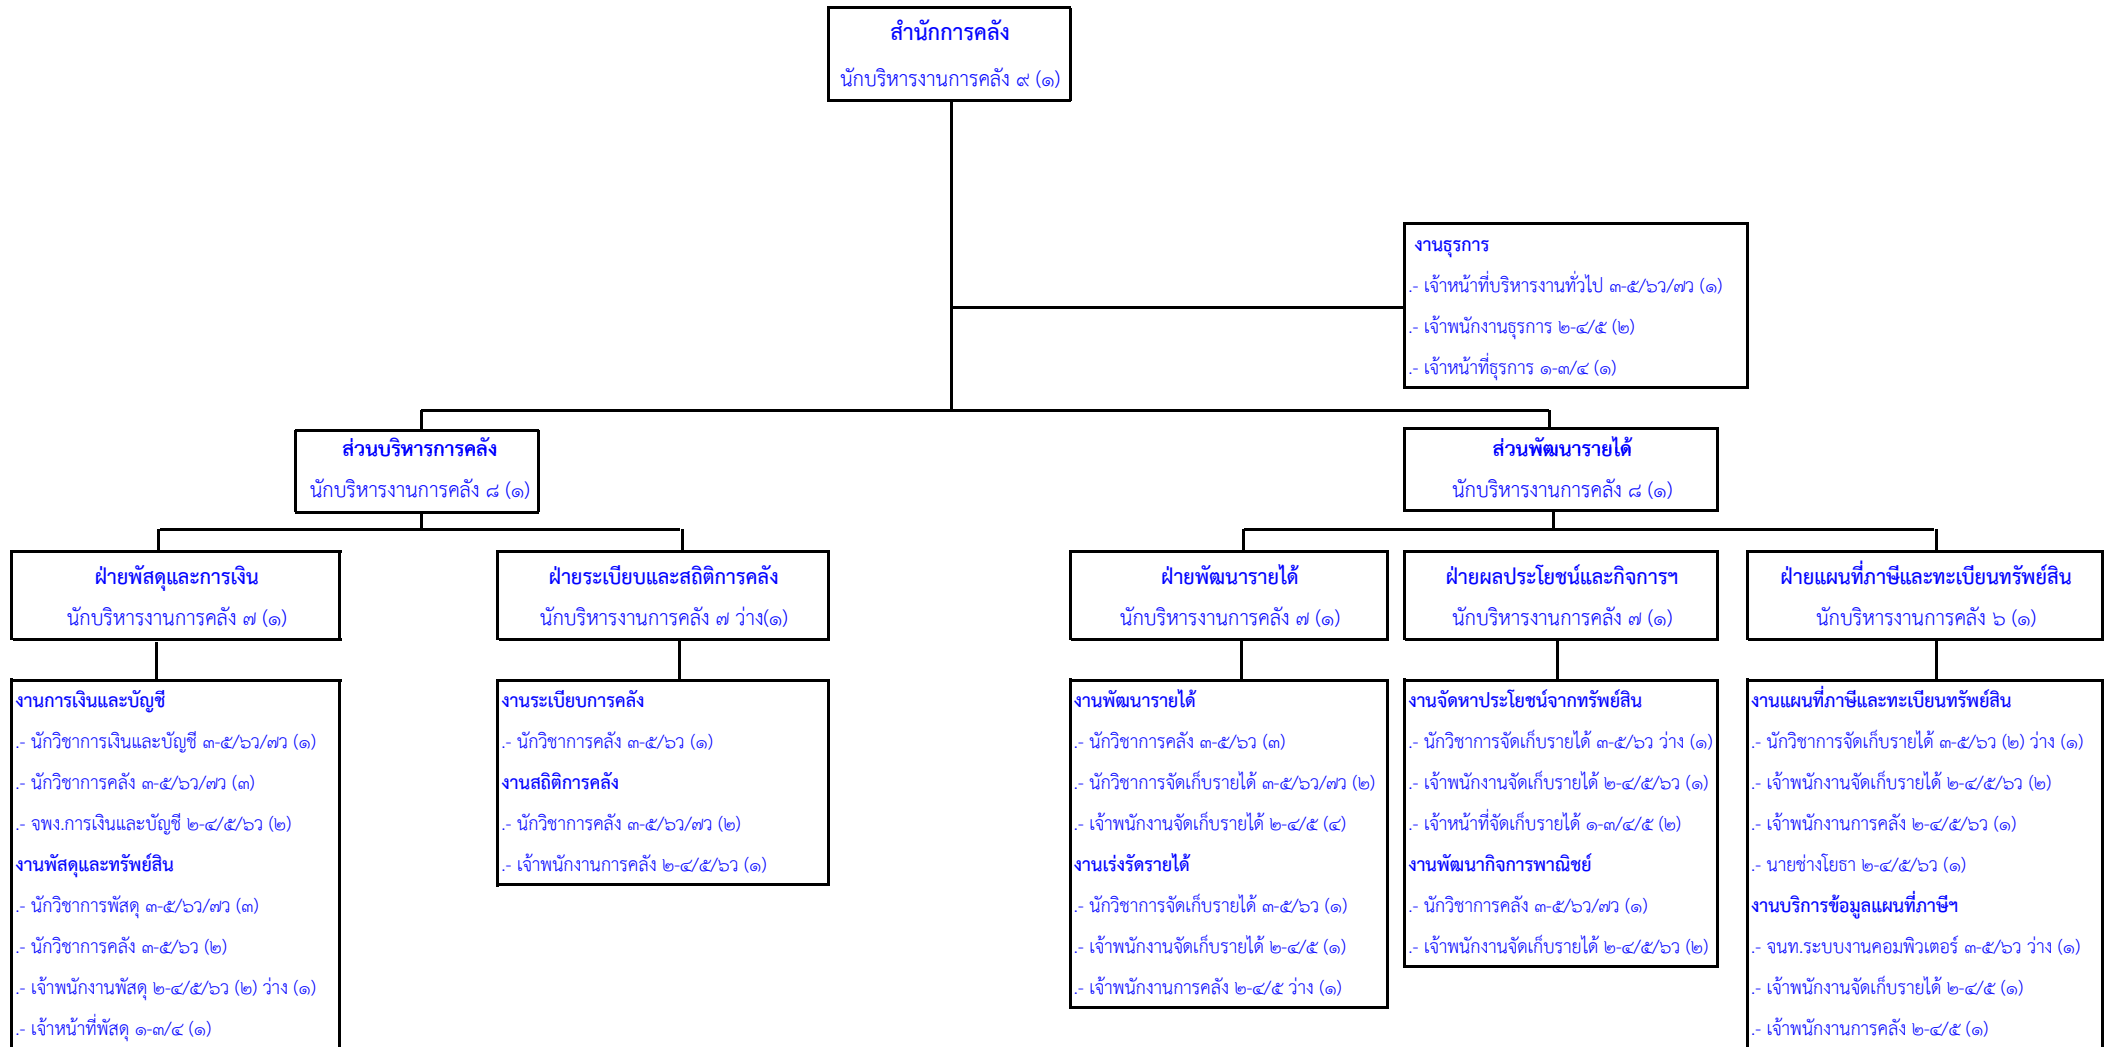 สำนักการคลัง
นักบริหารงานการคลัง ๙ (๑)
งานธุรการ
.- เจ้าหน้าที่บริหารงานทั่วไป ๓-๕/๖ว/๗ว (๑)
.- เจ้าพนักงานธุรการ ๒-๔/๕ (๒)
.- เจ้าหน้าที่ธุรการ ๑-๓/๔ (๑)
ส่วนบริหารการคลัง
นักบริหารงานการคลัง ๘ (๑)
ส่วนพัฒนารายได้
นักบริหารงานการคลัง ๘ (๑)
ฝ่ายพัสดุและการเงิน
นักบริหารงานการคลัง ๗ (๑)
ฝ่ายระเบียบและสถิติการคลัง
นักบริหารงานการคลัง ๗ ว่าง(๑)
ฝ่ายพัฒนารายได้
นักบริหารงานการคลัง ๗ (๑)
ฝ่ายผลประโยชน์และกิจการฯ
นักบริหารงานการคลัง ๗ (๑)
ฝ่ายแผนที่ภาษีและทะเบียนทรัพย์สิน
นักบริหารงานการคลัง ๖ (๑)
งานการเงินและบัญชี
.- นักวิชาการเงินและบัญชี ๓-๕/๖ว/๗ว (๑)
.- นักวิชาการคลัง ๓-๕/๖ว/๗ว (๓)
.- จพง.การเงินและบัญชี ๒-๔/๕/๖ว (๒)
งานพัสดุและทรัพย์สิน
.- นักวิชาการพัสดุ ๓-๕/๖ว/๗ว (๓)
.- นักวิชาการคลัง ๓-๕/๖ว (๒)
.- เจ้าพนักงานพัสดุ ๒-๔/๕/๖ว (๒) ว่าง (๑)
.- เจ้าหน้าที่พัสดุ ๑-๓/๔ (๑)
งานระเบียบการคลัง
.- นักวิชาการคลัง ๓-๕/๖ว (๑)
งานสถิติการคลัง
.- นักวิชาการคลัง ๓-๕/๖ว/๗ว (๒)
.- เจ้าพนักงานการคลัง ๒-๔/๕/๖ว (๑)
งานพัฒนารายได้
.- นักวิชาการคลัง ๓-๕/๖ว (๓)
.- นักวิชาการจัดเก็บรายได้ ๓-๕/๖ว/๗ว (๒)
.- เจ้าพนักงานจัดเก็บรายได้ ๒-๔/๕ (๔)
งานเร่งรัดรายได้
.- นักวิชาการจัดเก็บรายได้ ๓-๕/๖ว (๑)
.- เจ้าพนักงานจัดเก็บรายได้ ๒-๔/๕ (๑)
.- เจ้าพนักงานการคลัง ๒-๔/๕ ว่าง (๑)
งานจัดหาประโยชน์จากทรัพย์สิน
.- นักวิชาการจัดเก็บรายได้ ๓-๕/๖ว ว่าง (๑)
.- เจ้าพนักงานจัดเก็บรายได้ ๒-๔/๕/๖ว (๑)
.- เจ้าหน้าที่จัดเก็บรายได้ ๑-๓/๔/๕ (๒)
งานพัฒนากิจการพาณิชย์
.- นักวิชาการคลัง ๓-๕/๖ว/๗ว (๑)
.- เจ้าพนักงานจัดเก็บรายได้ ๒-๔/๕/๖ว (๒)
งานแผนที่ภาษีและทะเบียนทรัพย์สิน
.- นักวิชาการจัดเก็บรายได้ ๓-๕/๖ว (๒) ว่าง (๑)
.- เจ้าพนักงานจัดเก็บรายได้ ๒-๔/๕/๖ว (๒)
.- เจ้าพนักงานการคลัง ๒-๔/๕/๖ว (๑)
.- นายช่างโยธา ๒-๔/๕/๖ว (๑)
งานบริการข้อมูลแผนที่ภาษีฯ
.- จนท.ระบบงานคอมพิวเตอร์ ๓-๕/๖ว ว่าง (๑)
.- เจ้าพนักงานจัดเก็บรายได้ ๒-๔/๕ (๑)
.- เจ้าพนักงานการคลัง ๒-๔/๕ (๑)